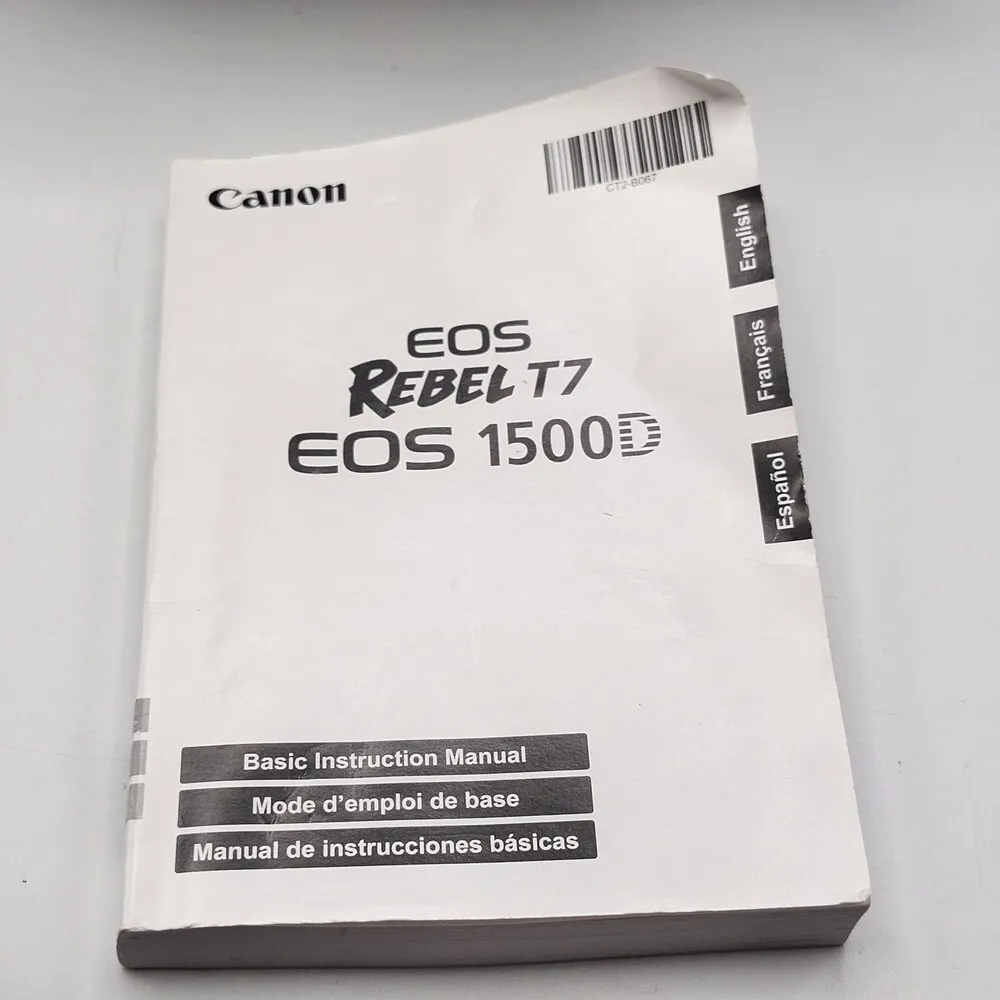 Canon
CT2-B067
English
Français
Español
EOS
REBEL T7
EOS 1500D
Basic Instruction Manual
Mode d’emploi de base
Manual de instrucciones básicas